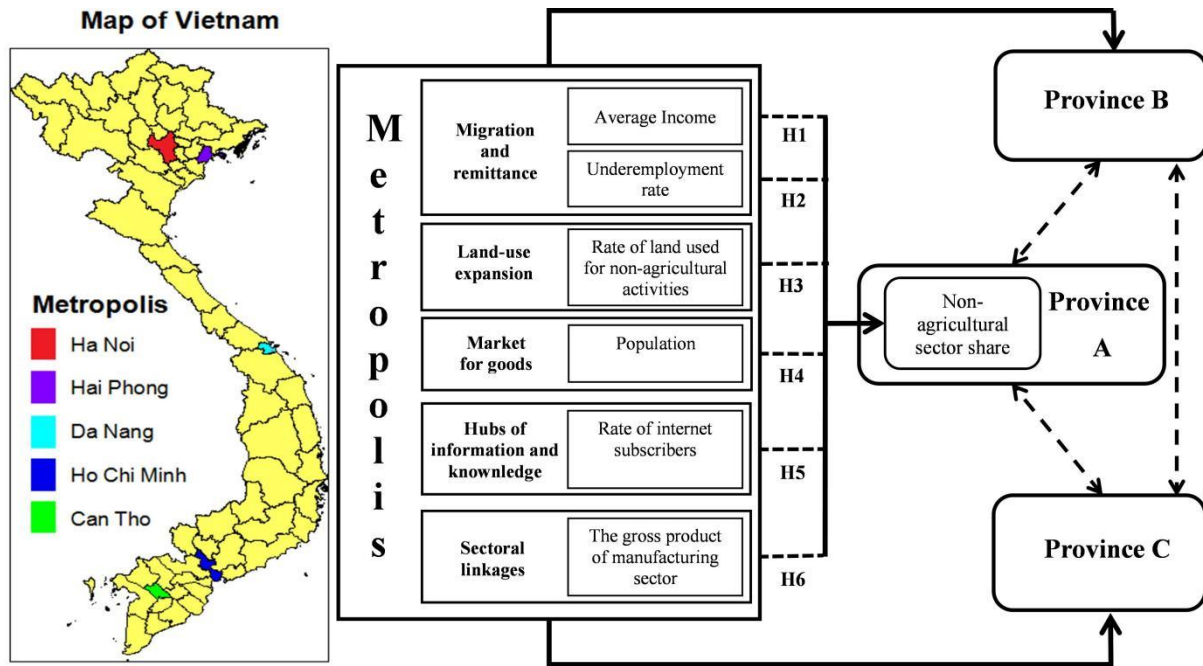 Map of Vietnam
Metropolis
Ha Noi
Hai Phong
Da Nang
Ho Chi Minh
Can Tho
Metropolis
Migration
and
remittance
Average Income
Underemployment
rate
Land-use
expansion
Rate of land used
for non-agricultural
activities
Market
for goods
Population
Hubs of
information and
knownledge
Rate of internet
subscribers
Sectoral
linkages
The gross product
of manufacturing
sector
H1
H2
H3
H4
H5
H6
Province B
Non-
agricultural
sector share
Province
A
Province C